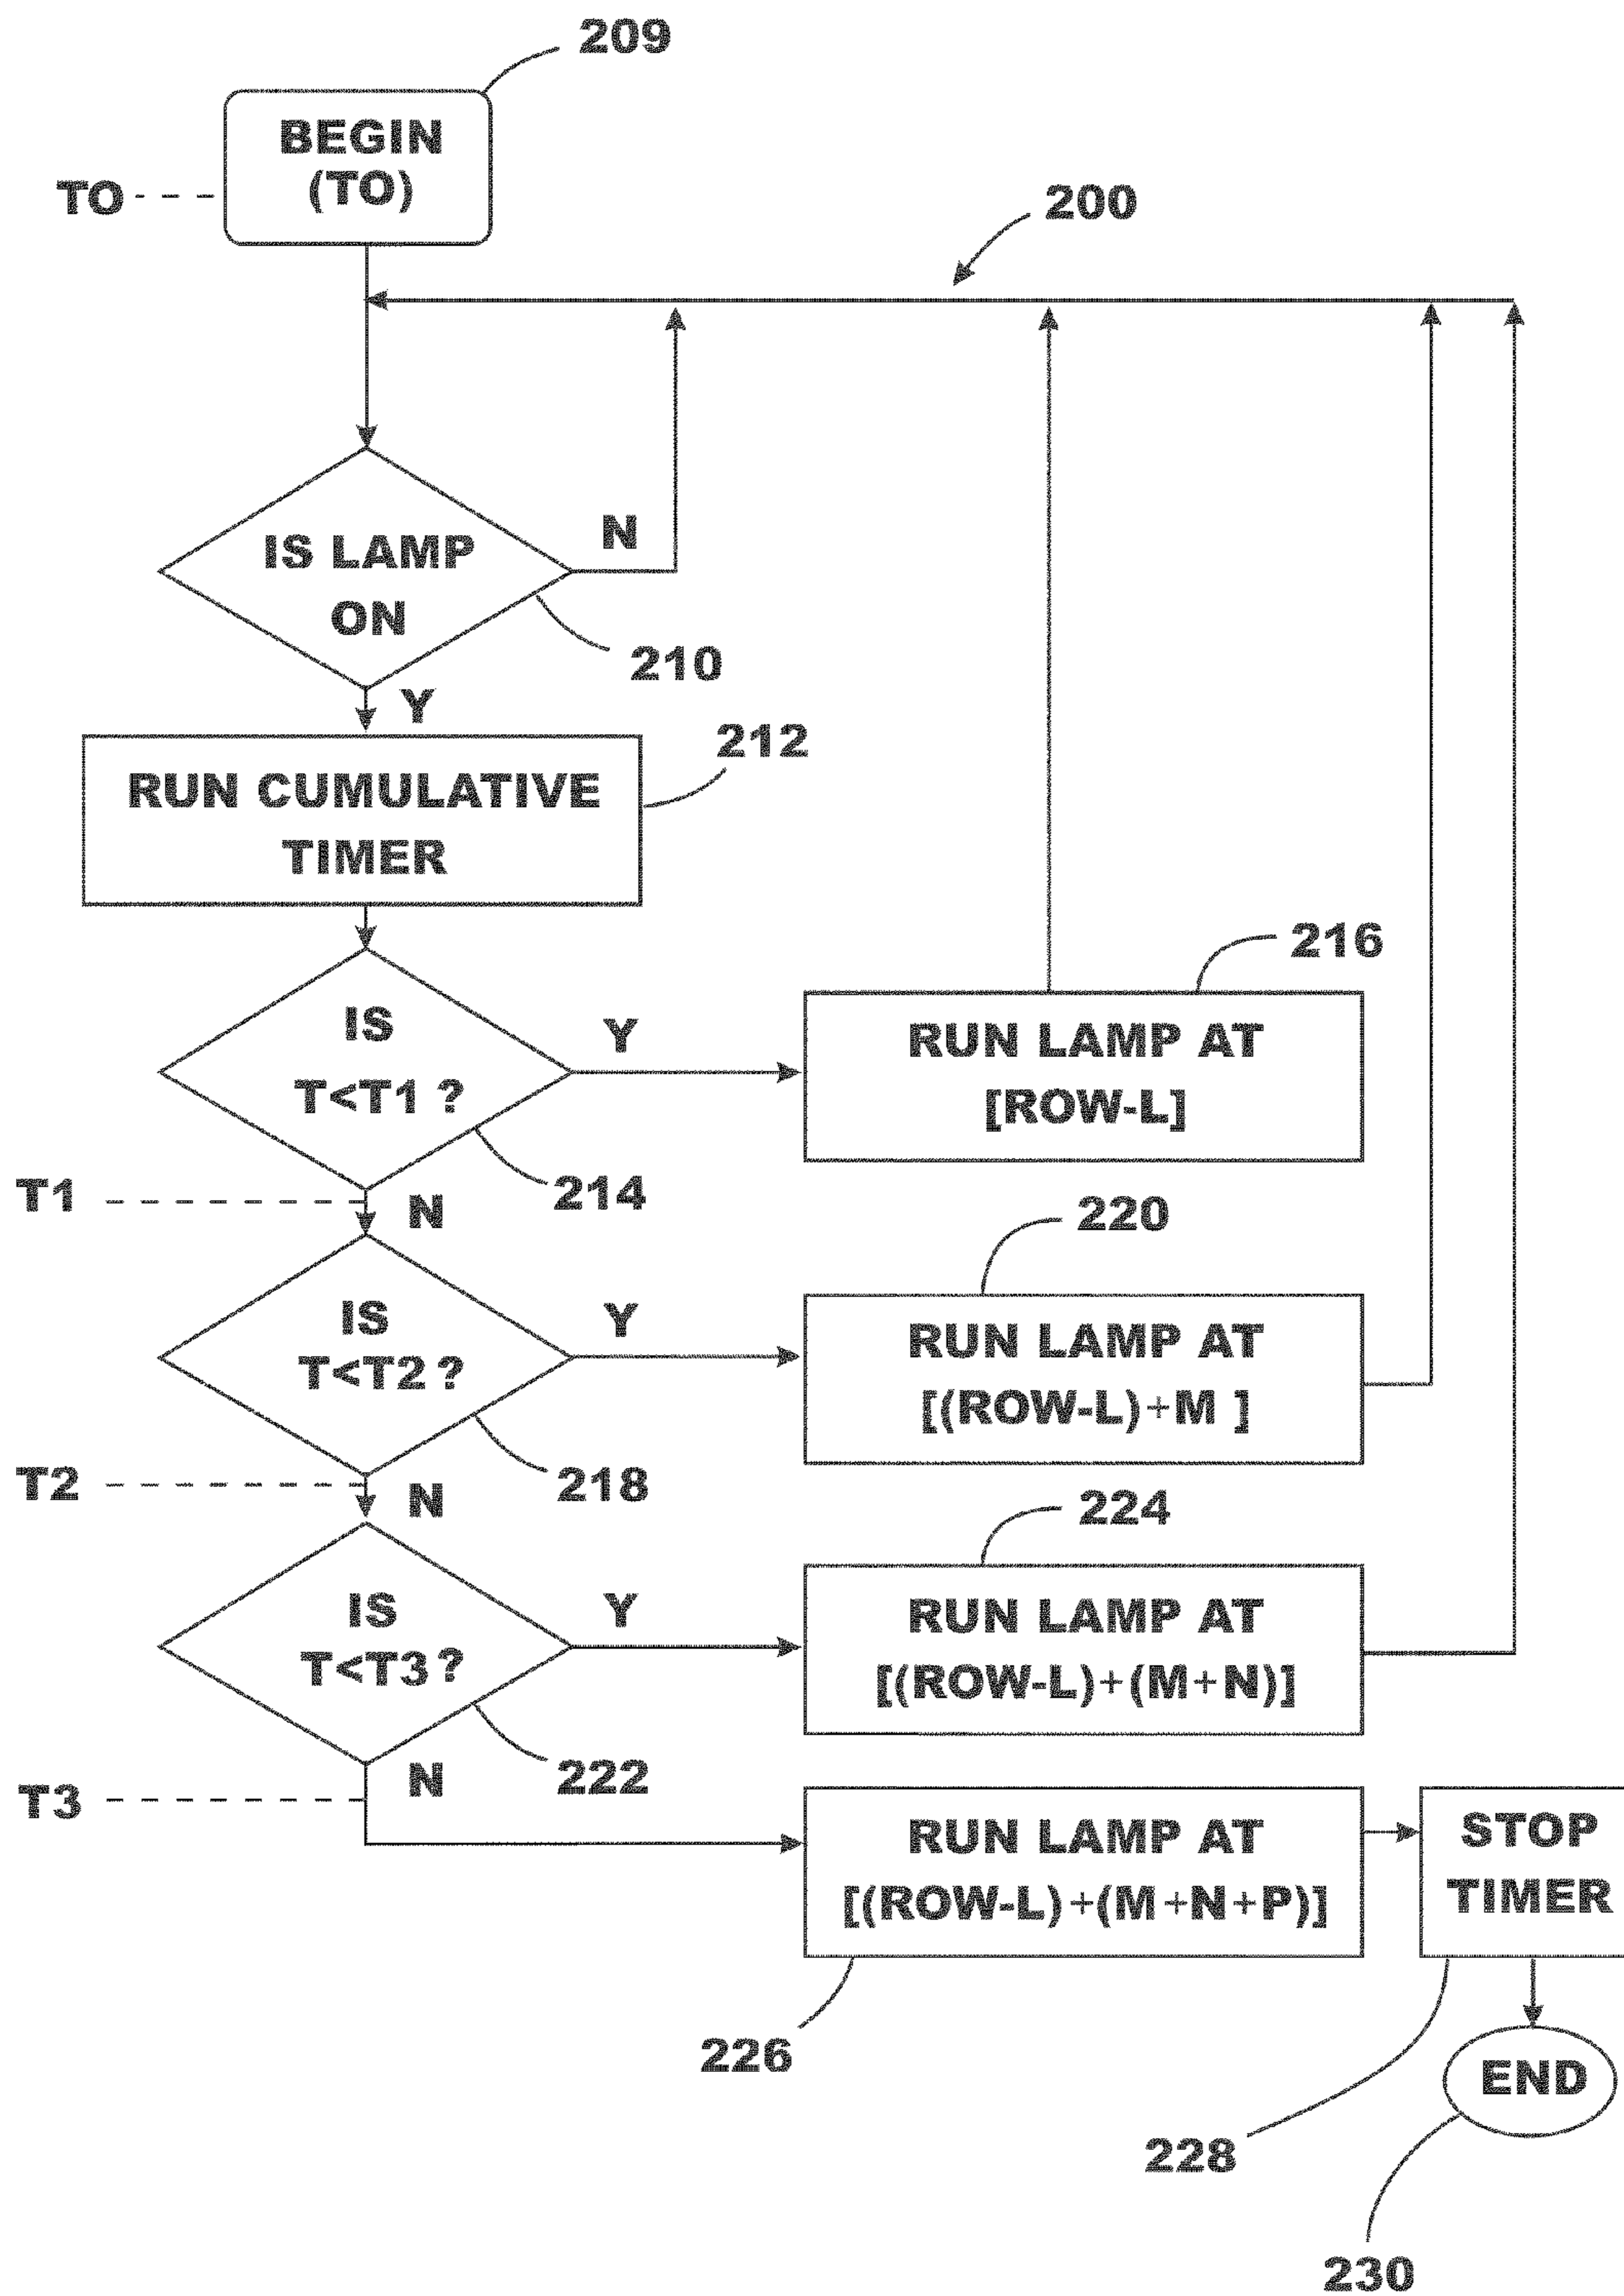 209
BEGIN
(TO)
TO
200
IS LAMP
ON
N
210
Y
212
RUN CUMULATIVE
TIMER
216
IS
T<T1 ?
Y
RUN LAMP AT
[ROW-L]
214
T1
N
220
IS
T<T2 ?
Y
RUN LAMP AT
[(ROW-L)+M ]
218
T2
N
224
IS
T<T3 ?
Y
RUN LAMP AT
[(ROW-L)+(M+N)]
222
T3
N
RUN LAMP AT
[(ROW-L)+(M+N+P)]
STOP
TIMER
226
END
228
230